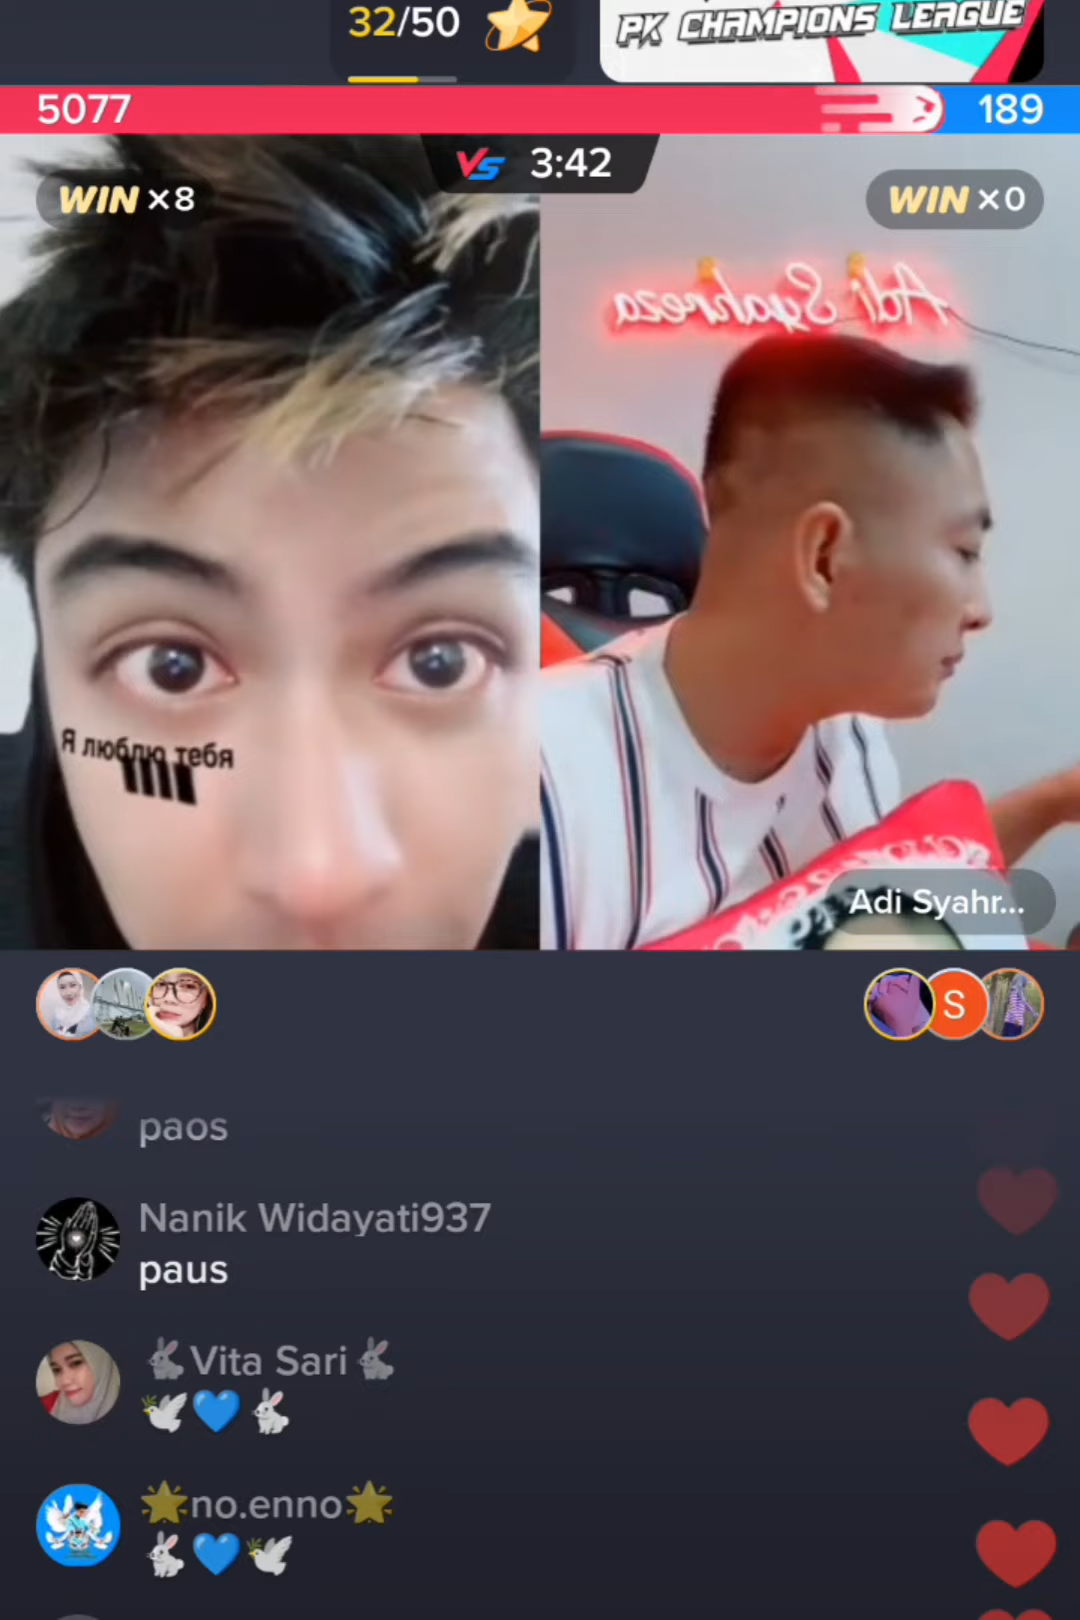 32/50
PK CHAMPIONS LEAGUE
5077
189
VS 3:42
WIN ×8
WIN ×0
Adi Syahreza
Я люблю тебя
Adi Syahr...
S
paos
Nanik Widayati937
paus
🐇Vita Sari🐇
🕊💙🐇
🌟no.enno🌟
🐇💙🕊